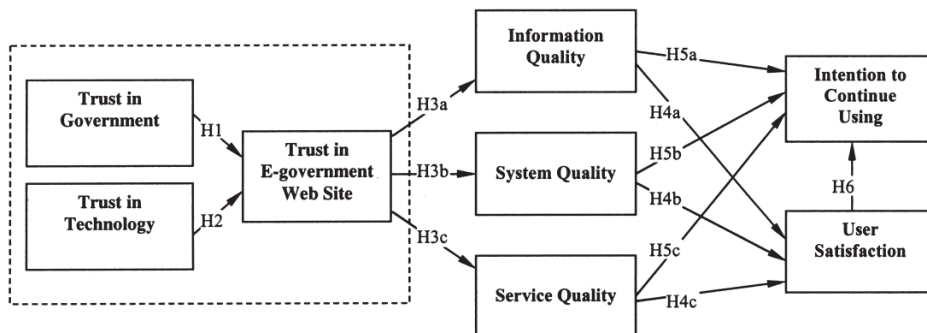 Trust in
Government
Trust in
Technology
H1
H2
Trust in
E-government
Web Site
H3a
H3b
H3c
Information
Quality
System Quality
Service Quality
H5a
H4a
H5b
H4b
H5c
H4c
Intention to
Continue
Using
H6
User
Satisfaction